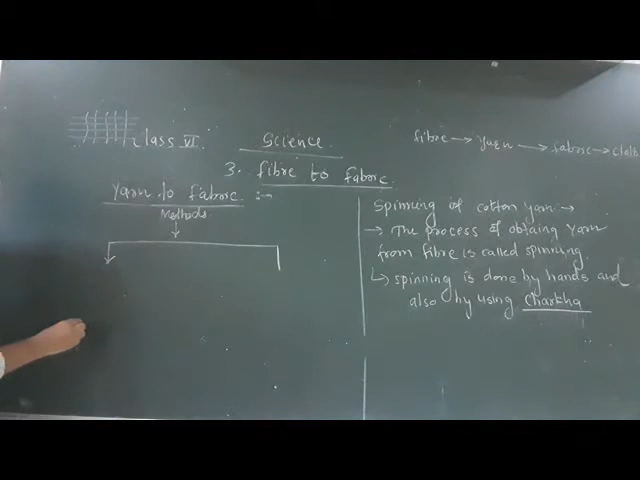 Class VI.
Science
fibre → yarn → fabric → cloth
3. fibre to fabric.
Yarn to fabric :-
Methods
Spinning of cotton yarn →
→ The process of obtaing yarn
from fibre is called spinning.
↳ spinning is done by hands and
also by using Charkha